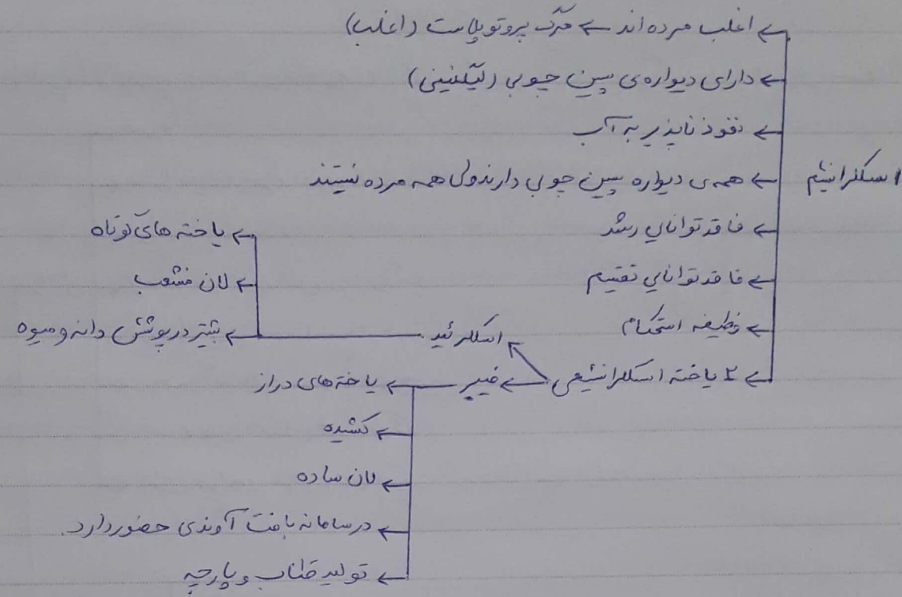 اسکلرانشیم
← اغلب مرده اند ← مرگ پروتوپلاست (اغلب)
← دارای دیواره‌ی پسین چوبی (لیگنینی)
← نفوذ ناپذیر به آب
← همه‌ی دیواره پسین چوبی دارند ولی همه مرده نیستند
← فاقد توانایی رشد
← فاقد توانایی تقسیم
← وظیفه استحکام
← ۲ یاخته اسکلرانشیمی
← اسکلرئید
← یاخته های کوتاه
← لان منشعب
← بیشتر در پوشش دانه و میوه
← فیبر
← یاخته های دراز
← کشیده
← لان ساده
← در سامانه بافت آوندی حضور دارد.
← تولید طناب و پارچه